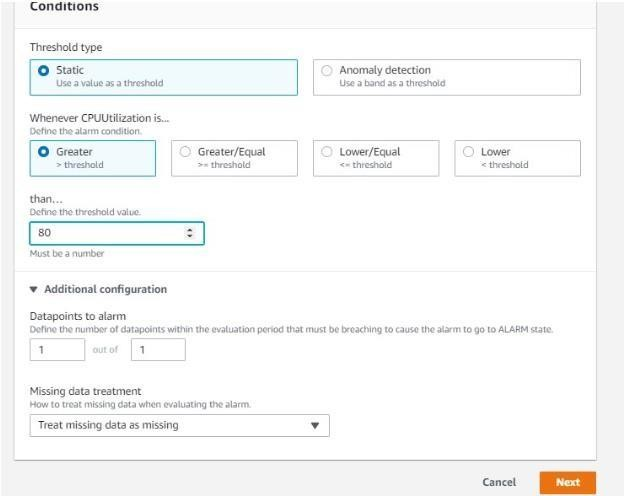 Conditions
Threshold type
Static
Use a value as a threshold
Anomaly detection
Use a band as a threshold
Whenever CPUUtilization is...
Define the alarm condition.
Greater
> threshold
Greater/Equal
>= threshold
Lower/Equal
<= threshold
Lower
< threshold
than...
Define the threshold value.
80
Must be a number
Additional configuration
Datapoints to alarm
Define the number of datapoints within the evaluation period that must be breaching to cause the alarm to go to ALARM state.
1 out of 1
Missing data treatment
How to treat missing data when evaluating the alarm.
Treat missing data as missing
Cancel Next